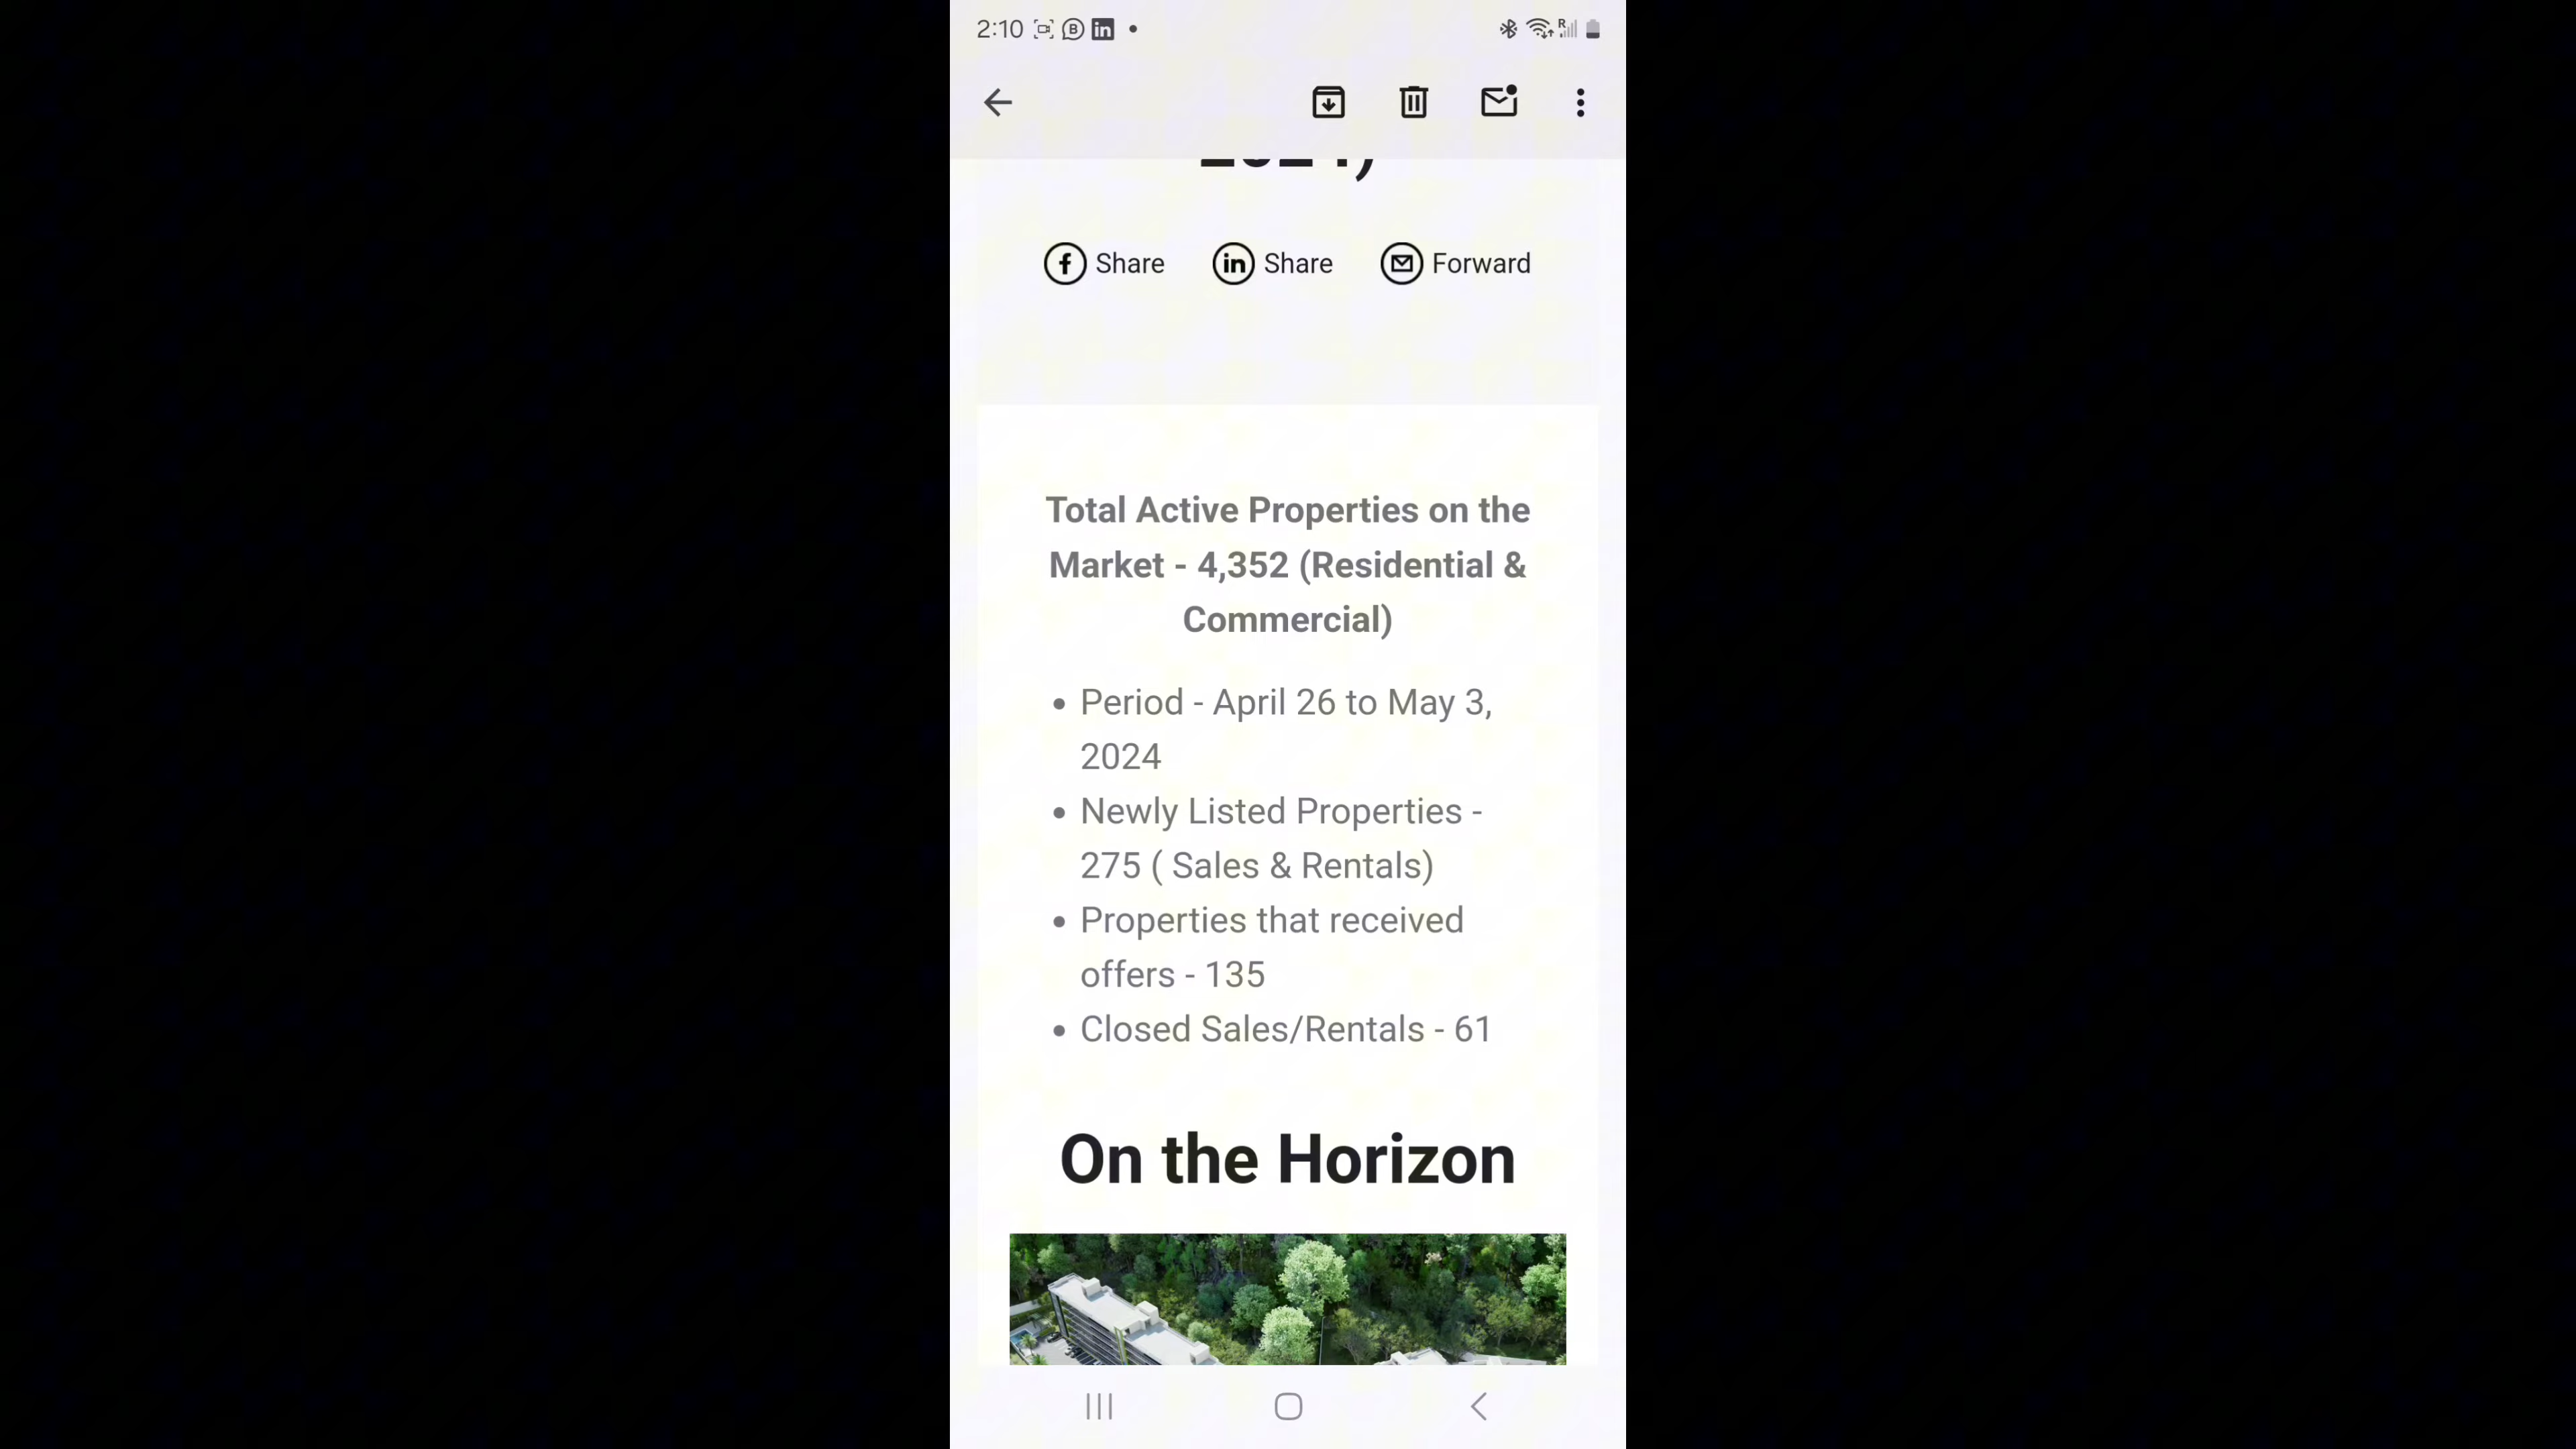 2:10
Share
Share
Forward
Total Active Properties on the
Market - 4,352 (Residential &
Commercial)
• Period - April 26 to May 3,
2024
• Newly Listed Properties -
275 ( Sales & Rentals)
• Properties that received
offers - 135
• Closed Sales/Rentals - 61
On the Horizon